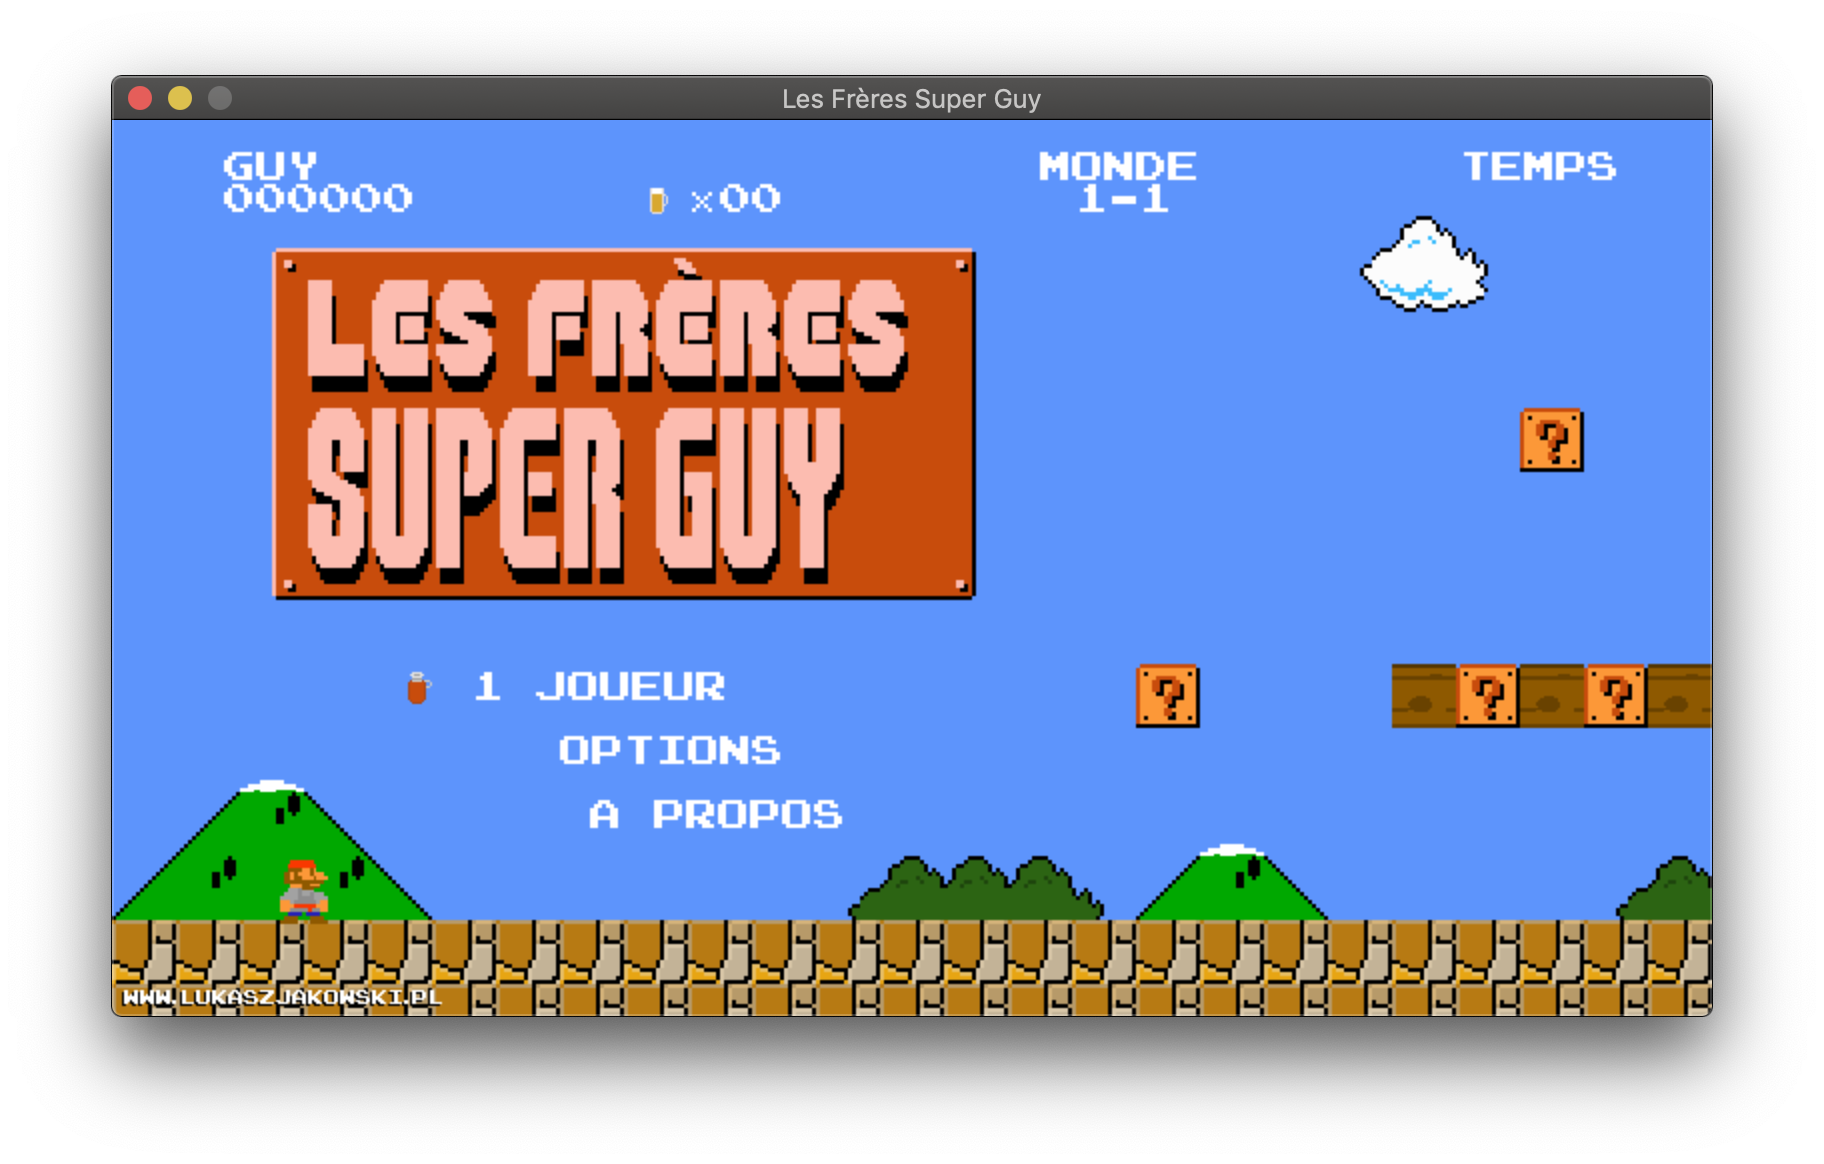 Les Frères Super Guy
GUY
000000
x00
MONDE
1-1
TEMPS
LES FRÈRES
SUPER GUY
?
1 JOUEUR
? ? ?
OPTIONS
A PROPOS
WWW.LUKASZJAKOWSKI.PL